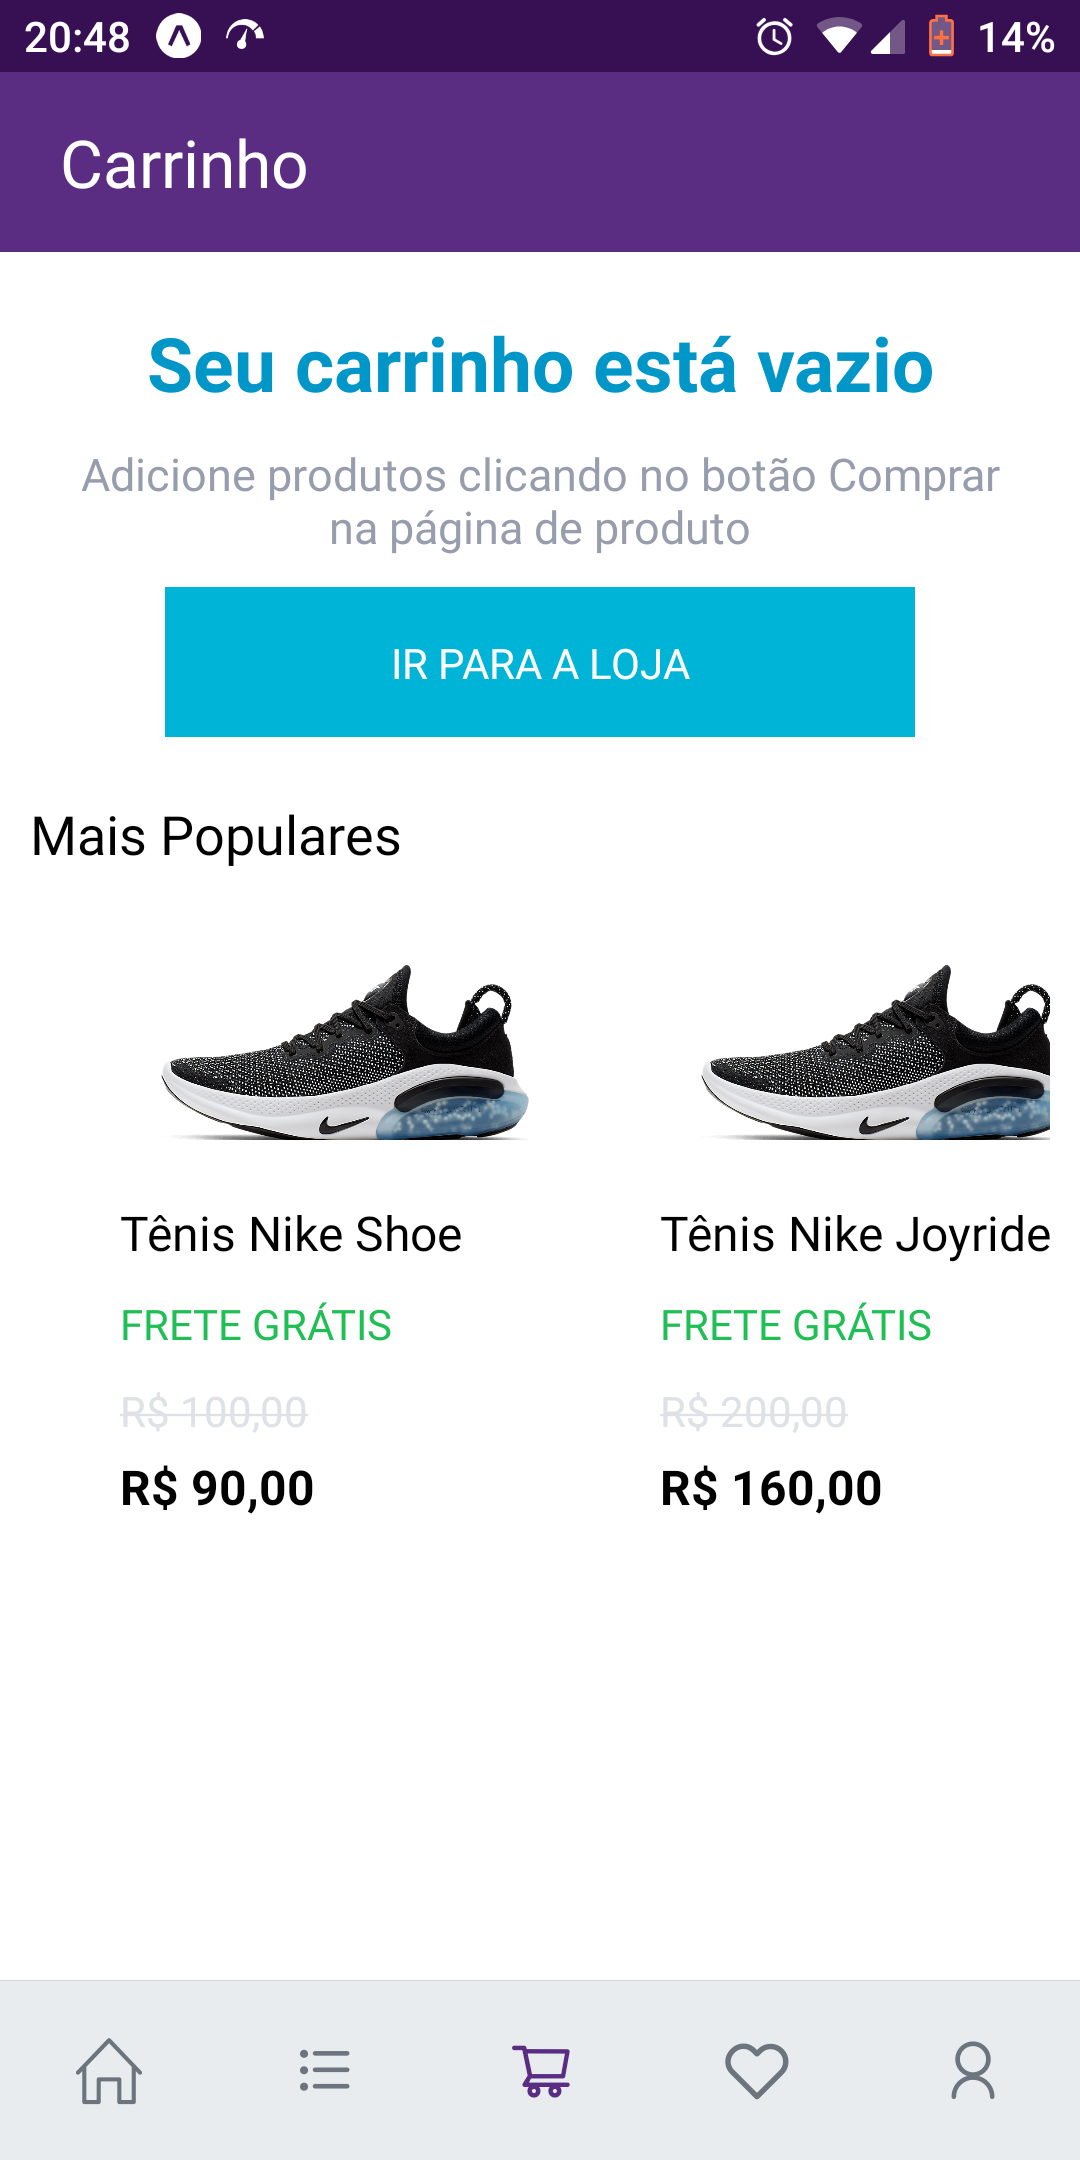 20:48
14%
Carrinho
Seu carrinho está vazio
Adicione produtos clicando no botão Comprar
na página de produto
IR PARA A LOJA
Mais Populares
Tênis Nike Shoe
FRETE GRÁTIS
R$ 100,00
R$ 90,00
Tênis Nike Joyride
FRETE GRÁTIS
R$ 200,00
R$ 160,00